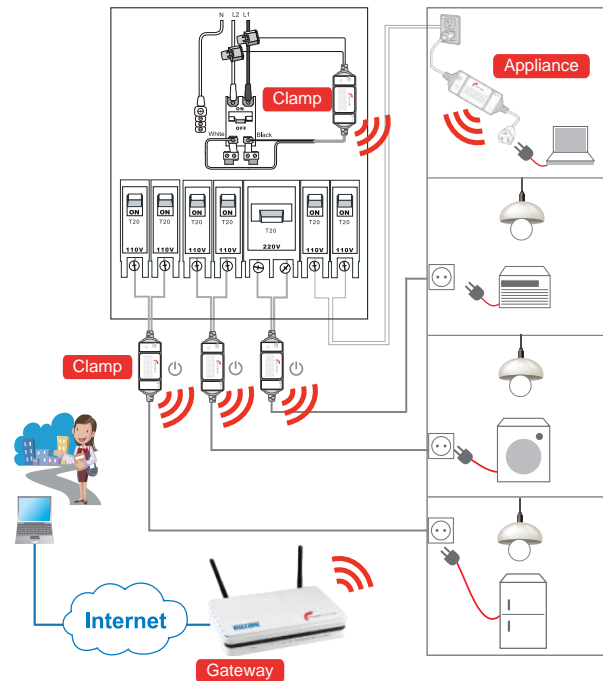 N L2 L1
Appliance
Clamp
ON
OFF
White
Black
ON ON ON ON ON ON
T20 T20 T20 T20 T20 T20 T20
110V 110V 110V 110V 220V 110V 110V
Clamp
Internet
Gateway